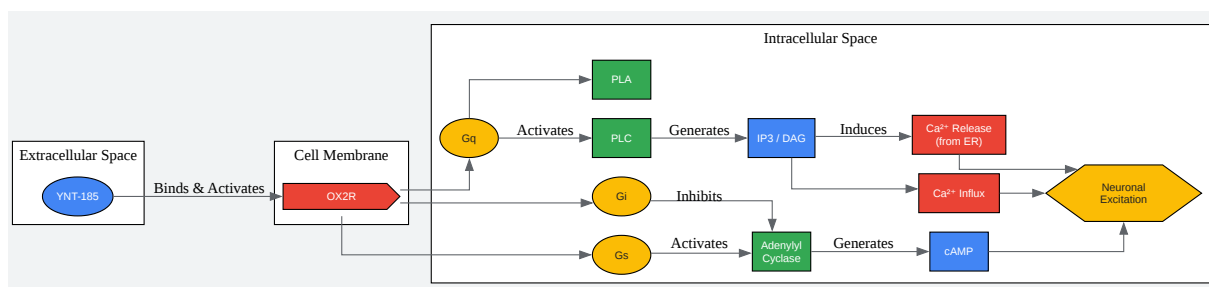 Intracellular Space
PLA
Gq
Activates
PLC
Generates
IP3 / DAG
Induces
Ca²⁺ Release
(from ER)
Extracellular Space
YNT-185
Binds & Activates
Cell Membrane
OX2R
Gi
Inhibits
Ca²⁺ Influx
Neuronal
Excitation
Gs
Activates
Adenylyl
Cyclase
Generates
cAMP